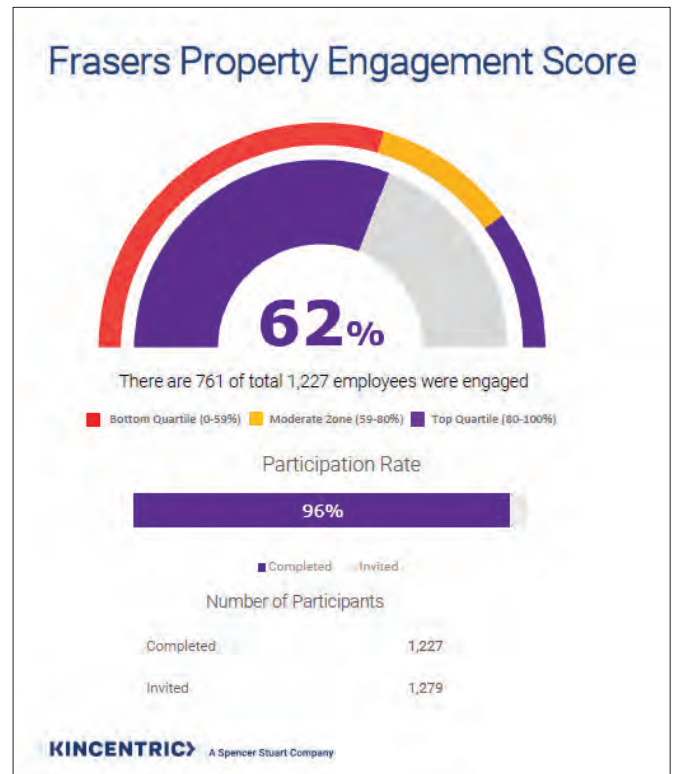 Frasers Property Engagement Score
62%
There are 761 of total 1,227 employees were engaged
Bottom Quartile (0-59%) Moderate Zone (59-80%) Top Quartile (80-100%)
Participation Rate
96%
Completed Invited
Number of Participants
Completed 1,227
Invited 1,279
KINCENTRIC> A Spencer Stuart Company